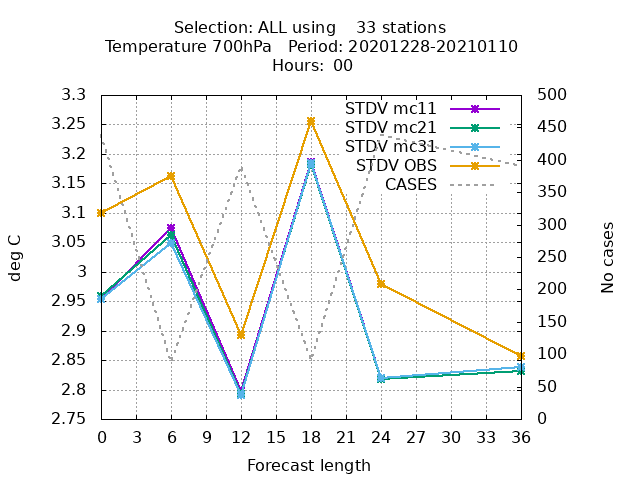 Selection: ALL using    33 stations
Temperature 700hPa   Period: 20201228-20210110
Hours:  00
STDV mc11
STDV mc21
STDV mc31
STDV OBS
CASES
3.3
3.25
3.2
3.15
3.1
3.05
3
2.95
2.9
2.85
2.8
2.75
deg C
500
450
400
350
300
250
200
150
100
50
0
No cases
0 3 6 9 12 15 18 21 24 27 30 33 36
Forecast length